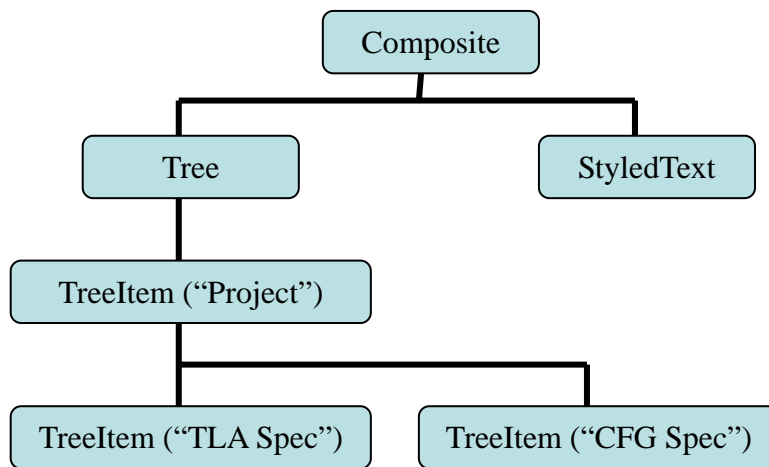 Composite
Tree
StyledText
TreeItem (“Project”)
TreeItem (“TLA Spec”)
TreeItem (“CFG Spec”)